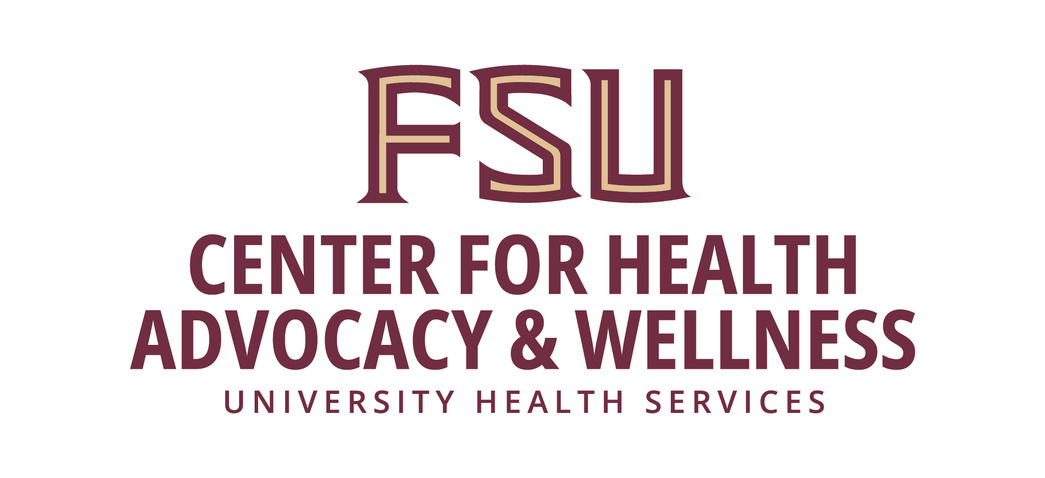 FSU
CENTER FOR HEALTH
ADVOCACY & WELLNESS
UNIVERSITY HEALTH SERVICES